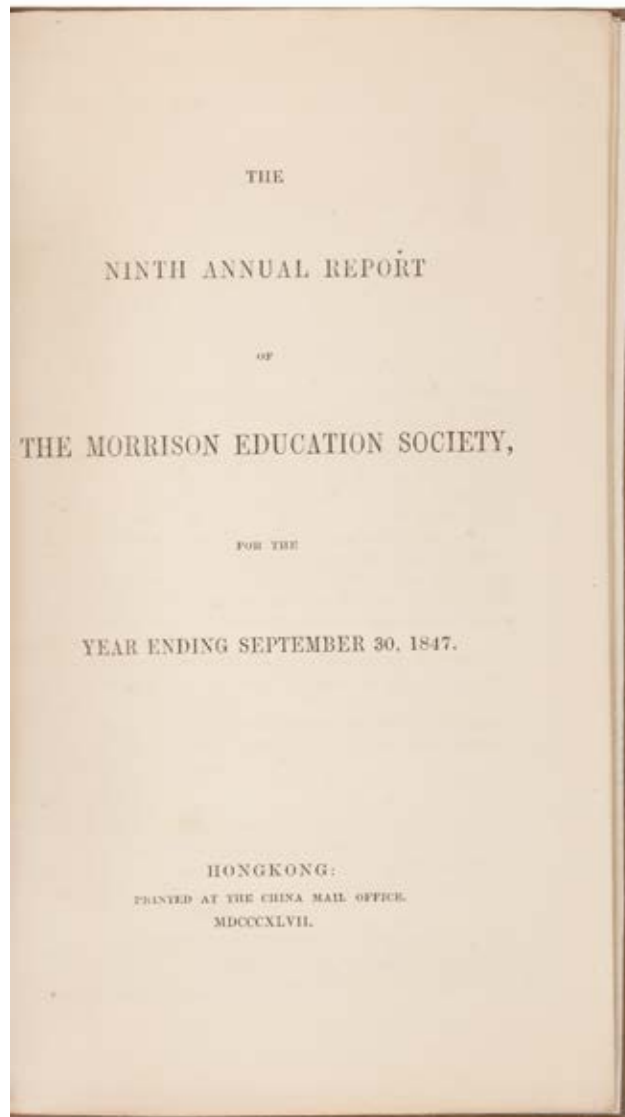 THE
NINTH ANNUAL REPORT
OF
THE MORRISON EDUCATION SOCIETY,
FOR THE
YEAR ENDING SEPTEMBER 30, 1847.
HONGKONG:
PRINTED AT THE CHINA MAIL OFFICE.
MDCCCXLVII.